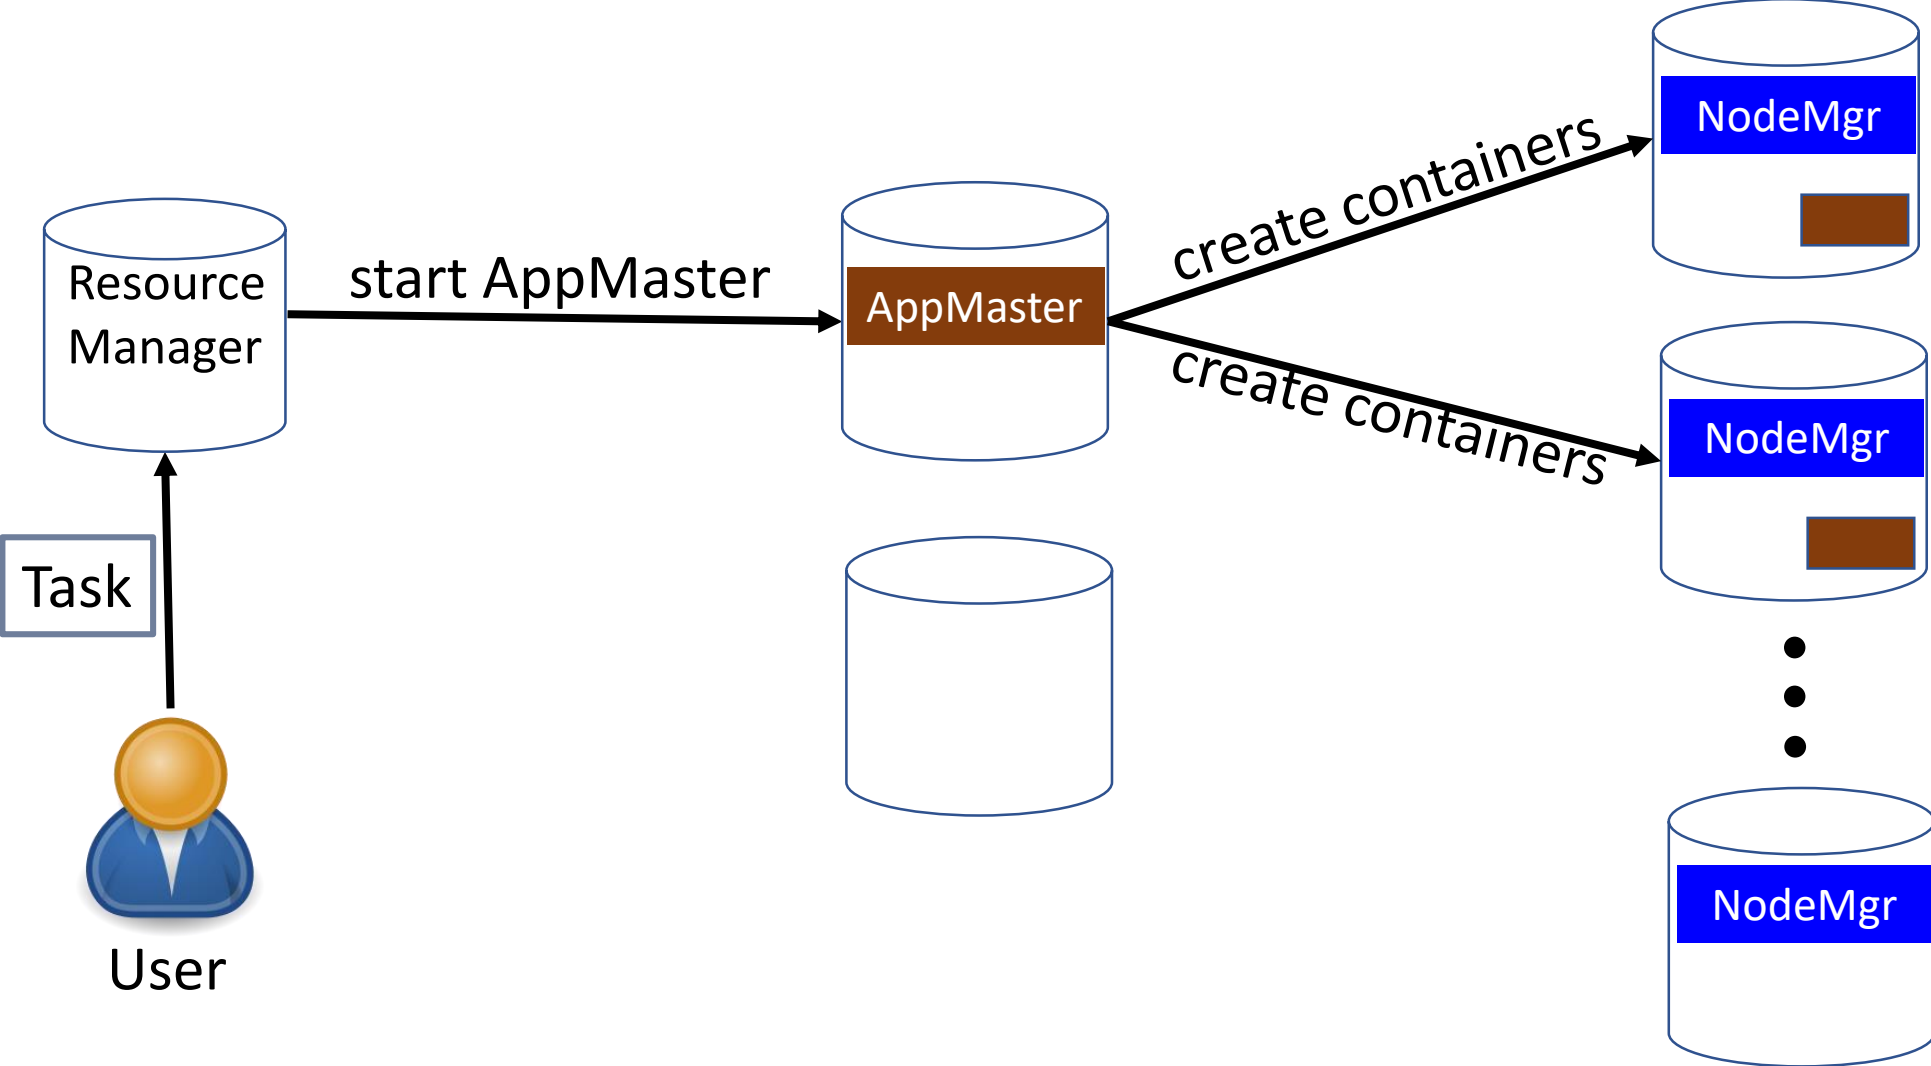 Resource
Manager
start AppMaster
AppMaster
create containers
create containers
NodeMgr
NodeMgr
NodeMgr
Task
User